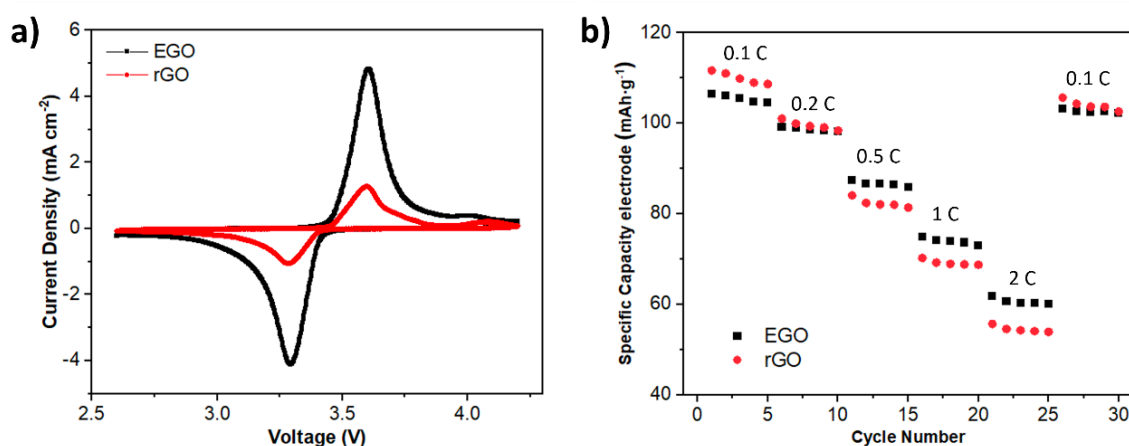 a)
EGO
rGO
Current Density (mA cm⁻²)
6
4
2
0
-2
-4
2.5
3.0
3.5
4.0
Voltage (V)
b)
Specific Capacity electrode (mAh·g⁻¹)
120
100
80
60
40
0.1 C
0.2 C
0.5 C
1 C
2 C
0.1 C
EGO
rGO
0
5
10
15
20
25
30
Cycle Number